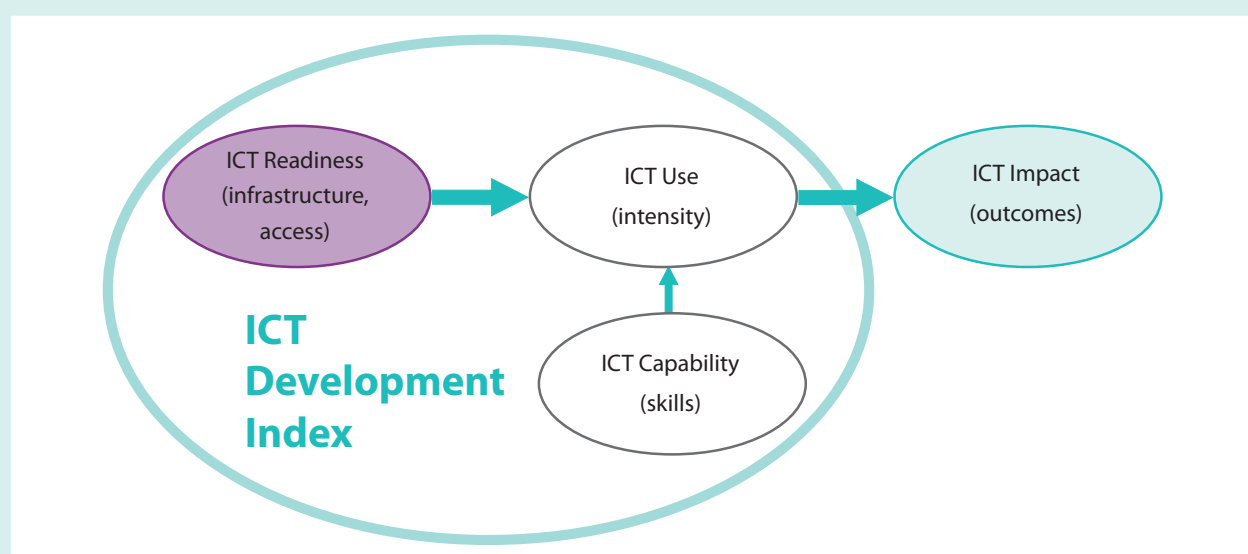 ICT Readiness
(infrastructure,
access)
ICT Use
(intensity)
ICT Impact
(outcomes)
ICT
Development
Index
ICT Capability
(skills)